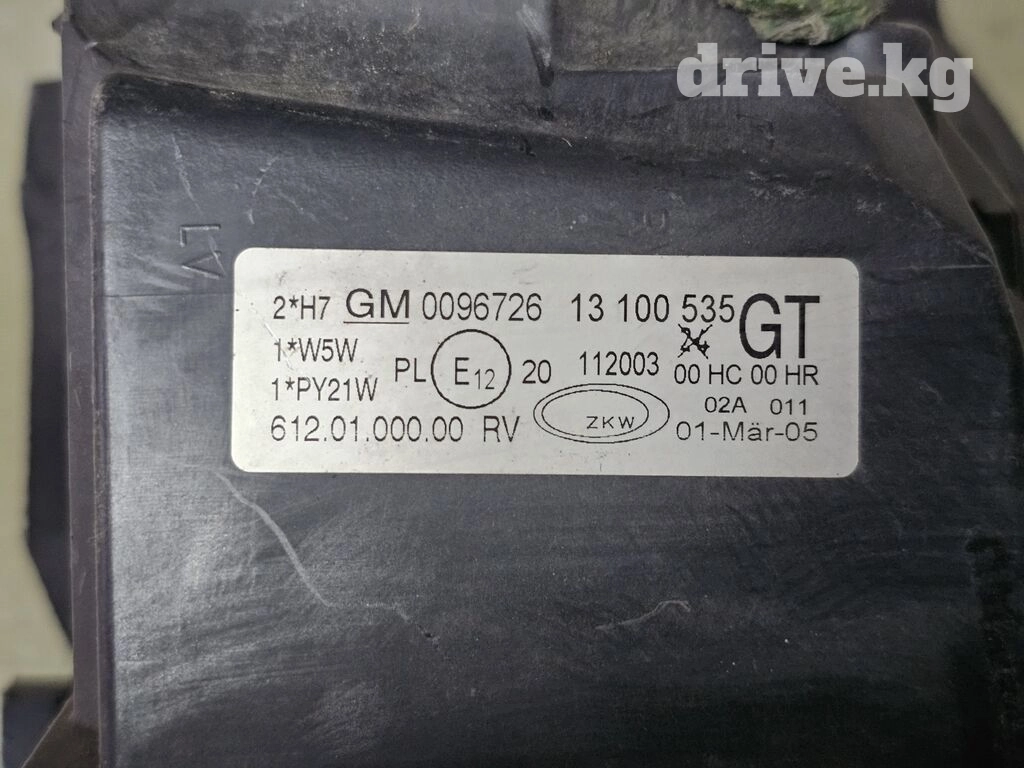 drive.kg
2*H7 GM 0096726 13 100 535 GT
1*W5W
1*PY21W
PL E12 20 112003 00 HC 00 HR
02A 011
612.01.000.00 RV ZKW 01-Mär-05